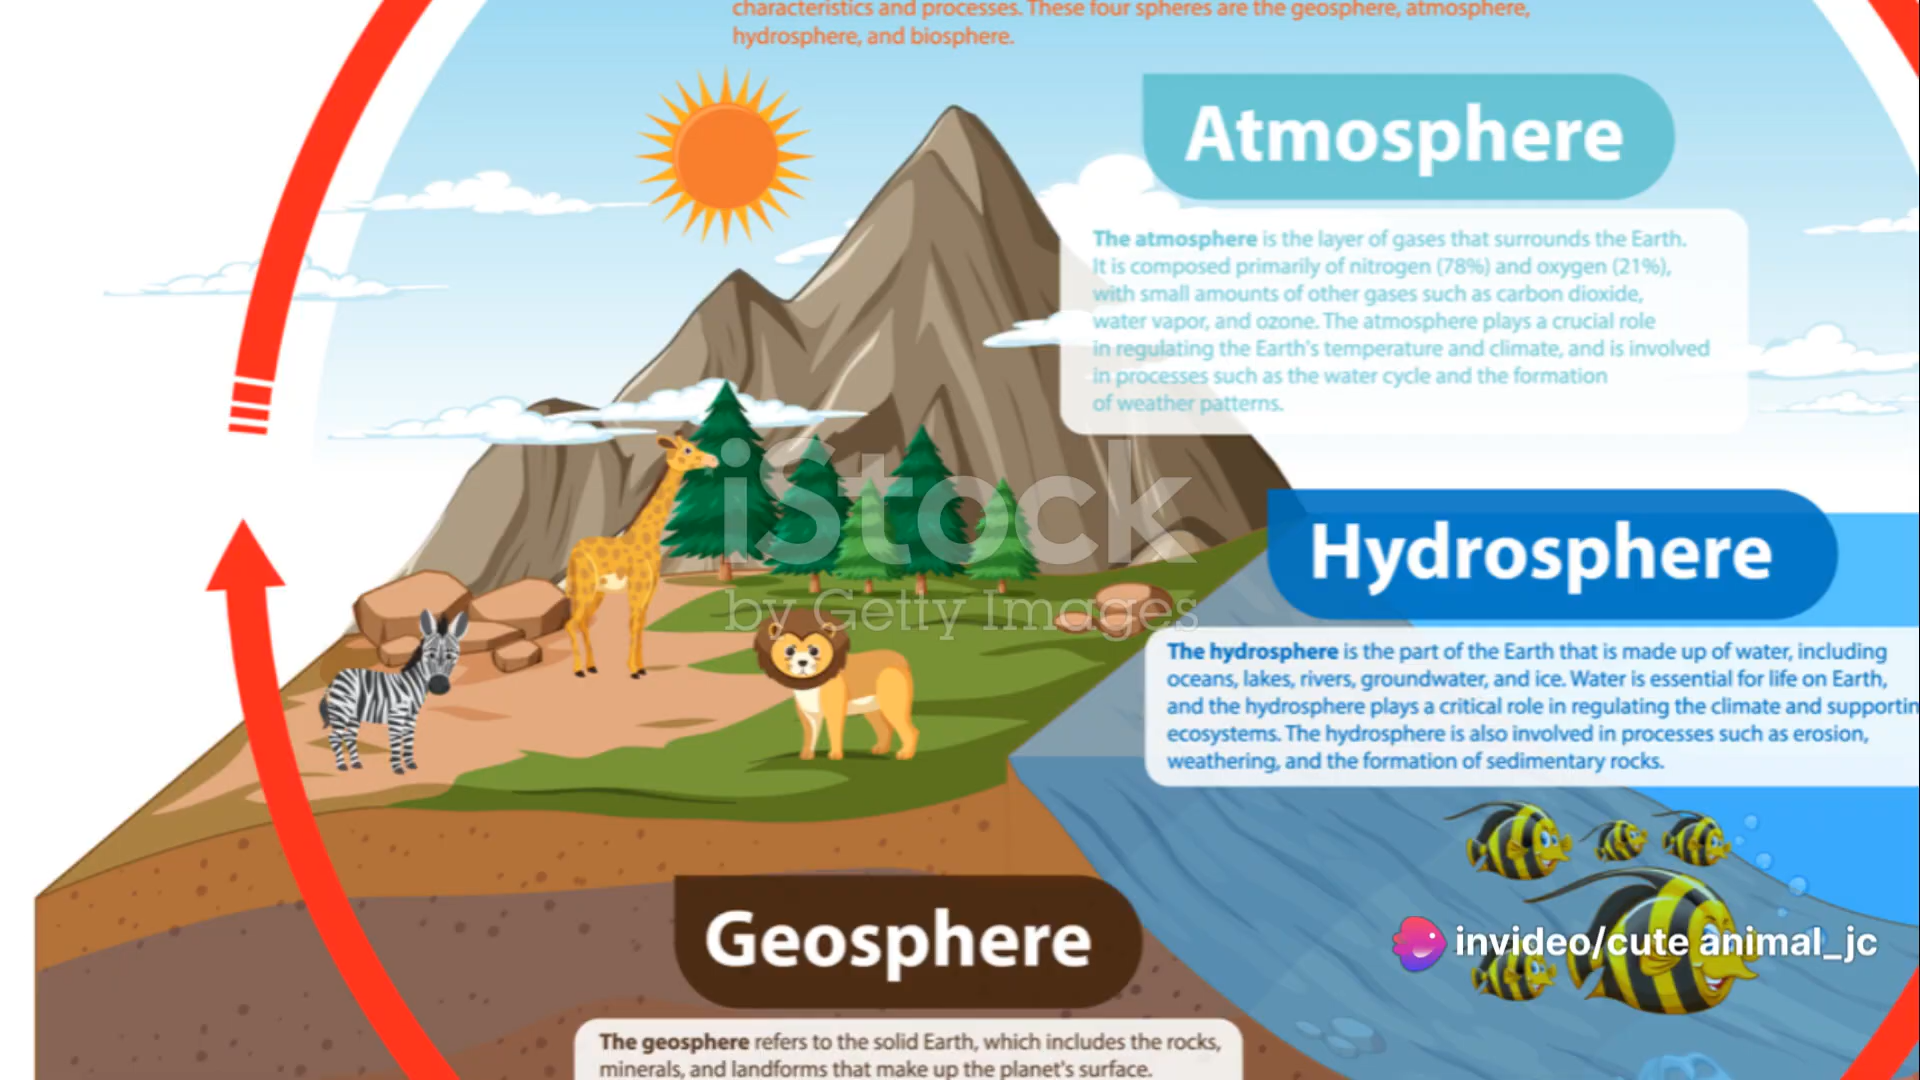 characteristics and processes. These four spheres are the geosphere, atmosphere,
hydrosphere, and biosphere.
Atmosphere
The atmosphere is the layer of gases that surrounds the Earth.
It is composed primarily of nitrogen (78%) and oxygen (21%),
with small amounts of other gases such as carbon dioxide,
water vapor, and ozone. The atmosphere plays a crucial role
in regulating the Earth's temperature and climate, and is involved
in processes such as the water cycle and the formation
of weather patterns.
iStock
by Getty Images
Hydrosphere
The hydrosphere is the part of the Earth that is made up of water, including
oceans, lakes, rivers, groundwater, and ice. Water is essential for life on Earth,
and the hydrosphere plays a critical role in regulating the climate and supportin
ecosystems. The hydrosphere is also involved in processes such as erosion,
weathering, and the formation of sedimentary rocks.
Geosphere
invideo/cute animal_jc
The geosphere refers to the solid Earth, which includes the rocks,
minerals, and landforms that make up the planet's surface.